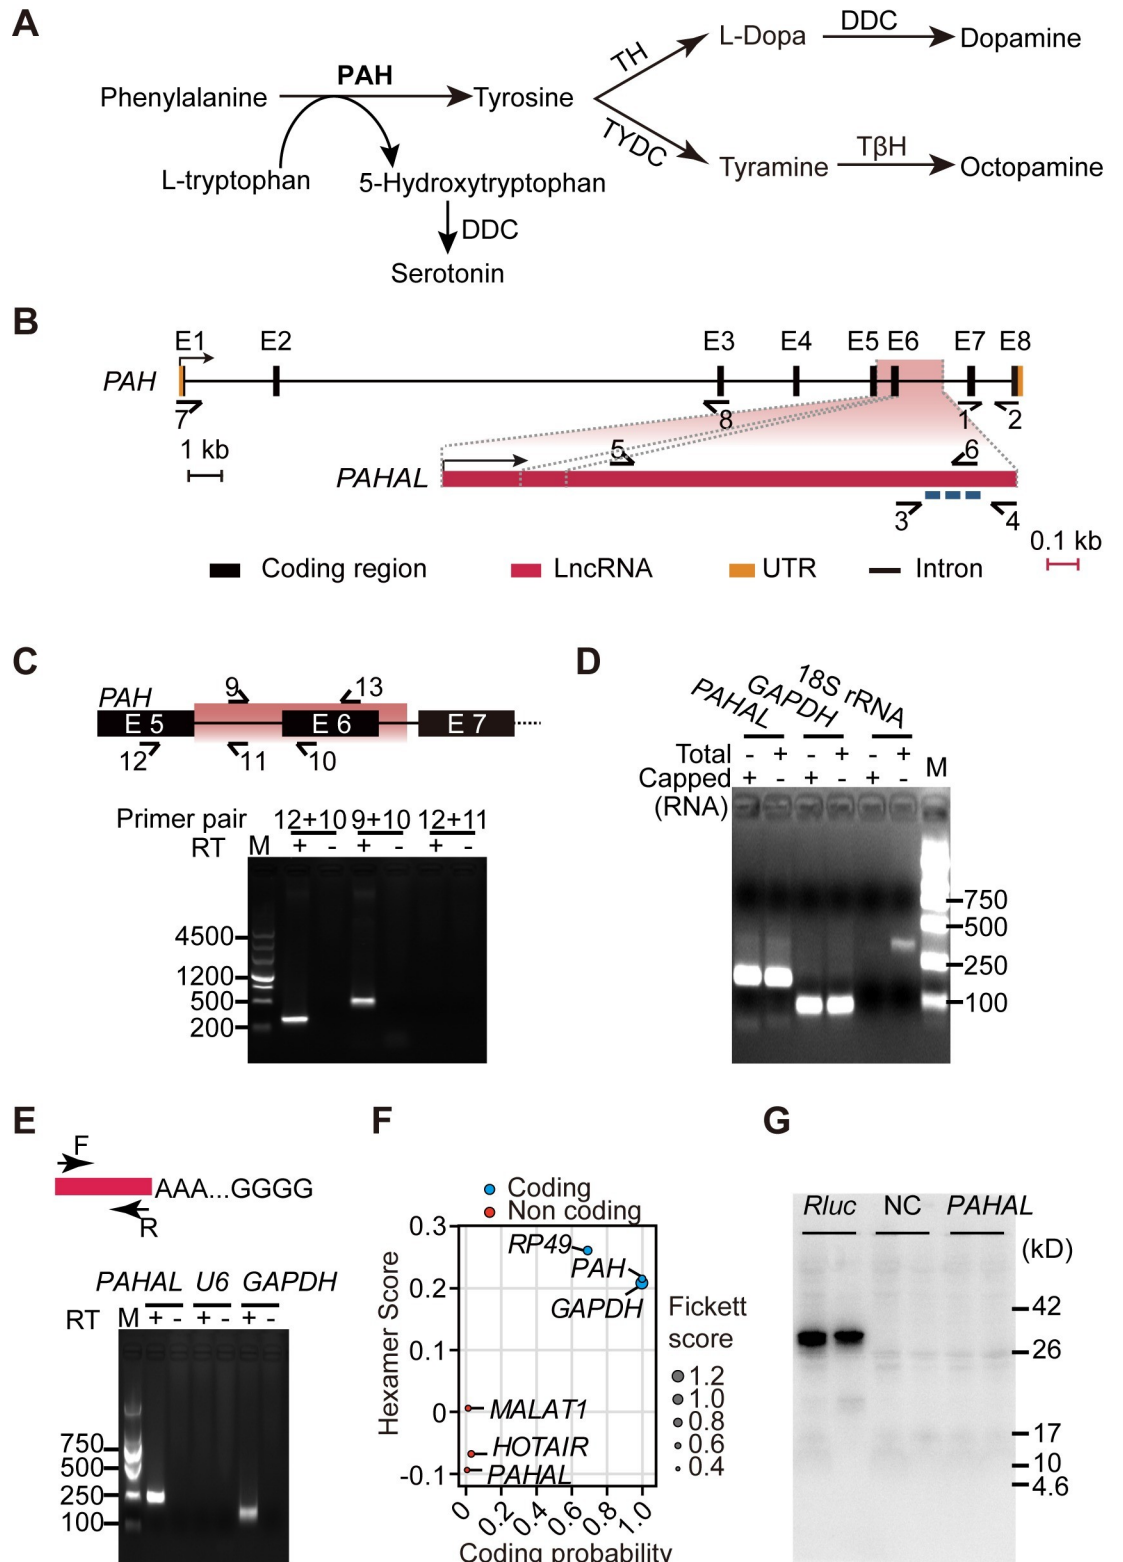 A
Phenylalanine
PAH
Tyrosine
TH
L-Dopa
DDC
Dopamine
TYDC
Tyramine
TβH
Octopamine
L-tryptophan
5-Hydroxytryptophan
DDC
Serotonin
B
E1 E2 E3 E4 E5 E6 E7 E8
PAH
7 8 1 2
1 kb
5 6
PAHAL
3 4
0.1 kb
Coding region LncRNA UTR Intron
C
PAH
9 13
E 5 E 6 E 7
12 11 10
Primer pair 12+10 9+10 12+11
RT M + - + - + -
4500
1200
500
200
D
PAHAL GAPDH 18S rRNA
Total - + - + - +
Capped + - + - + - M
(RNA)
750
500
250
100
E
F
AAA...GGGG
R
PAHAL U6 GAPDH
RT M + - + - + -
750
500
250
100
F
Coding
Non coding
0.3
0.2
0.1
0
-0.1
Hexamer Score
RP49
PAH
GAPDH
MALAT1
HOTAIR
PAHAL
0 0.2 0.4 0.6 0.8 1.0
Coding probability
Fickett
score
1.2
1.0
0.8
0.6
0.4
G
Rluc NC PAHAL
(kD)
42
26
17
10
4.6